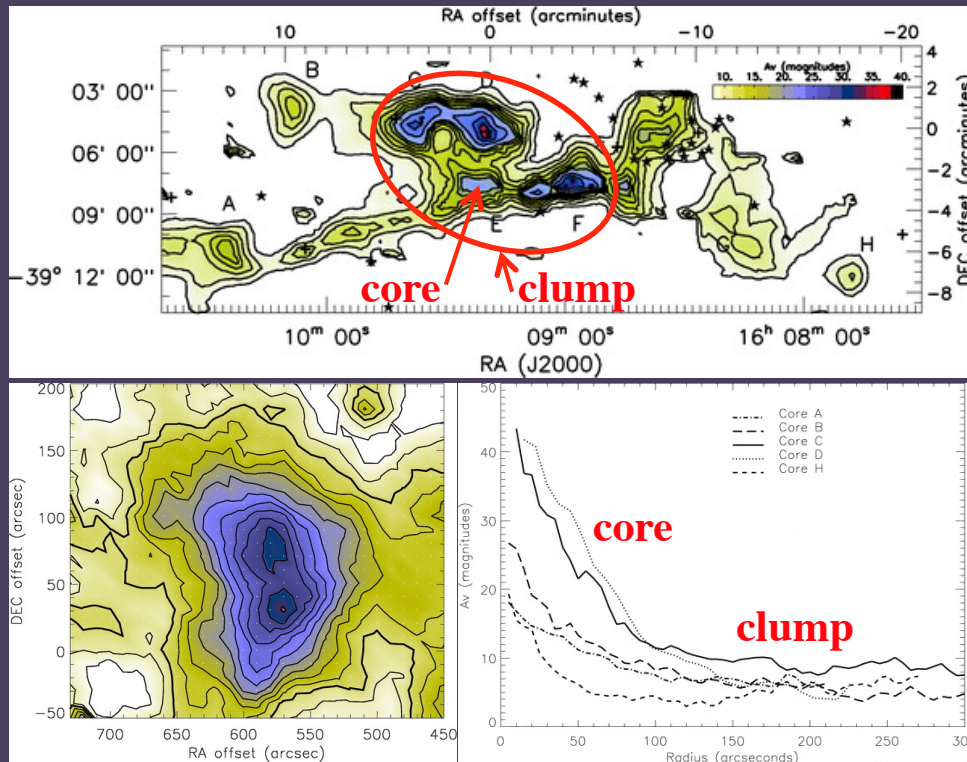 RA offset (arcminutes)
10 0 -10 -20
Av (magnitudes)
10. 15. 20. 25. 30. 35. 40.
B
C D
03' 00"
06' 00"
09' 00"
-39° 12' 00"
A
E F
G
H
4
2
0
-2
-4
-6
-8
DEC offset (arcminutes)
core clump
10ᵐ 00ˢ 09ᵐ 00ˢ 16ʰ 08ᵐ 00ˢ
RA (J2000)
200
150
100
50
0
-50
DEC offset (arcsec)
700 650 600 550 500 450
RA offset (arcsec)
50
40
30
20
10
0
Av (magnitudes)
Core A
Core B
Core C
Core D
Core H
core
clump
0 50 100 150 200 250 300
Radius (arcseconds)